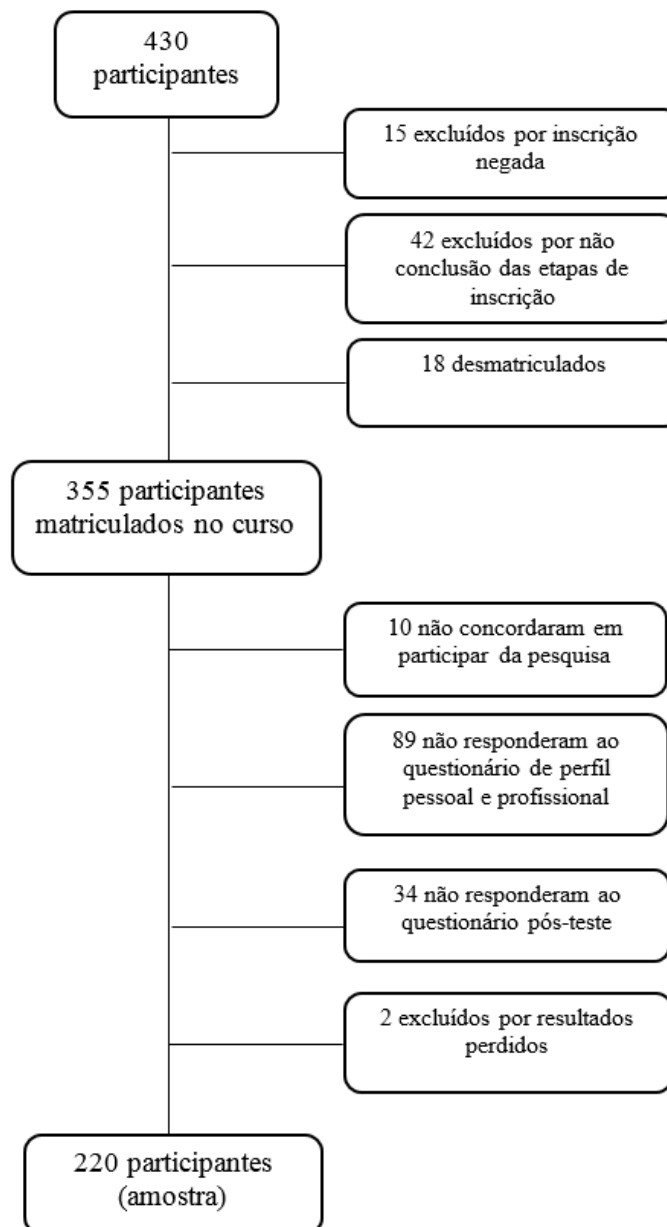 430
participantes
15 excluídos por inscrição
negada
42 excluídos por não
conclusão das etapas de
inscrição
18 desmatriculados
355 participantes
matriculados no curso
10 não concordaram em
participar da pesquisa
89 não responderam ao
questionário de perfil
pessoal e profissional
34 não responderam ao
questionário pós-teste
2 excluídos por resultados
perdidos
220 participantes
(amostra)